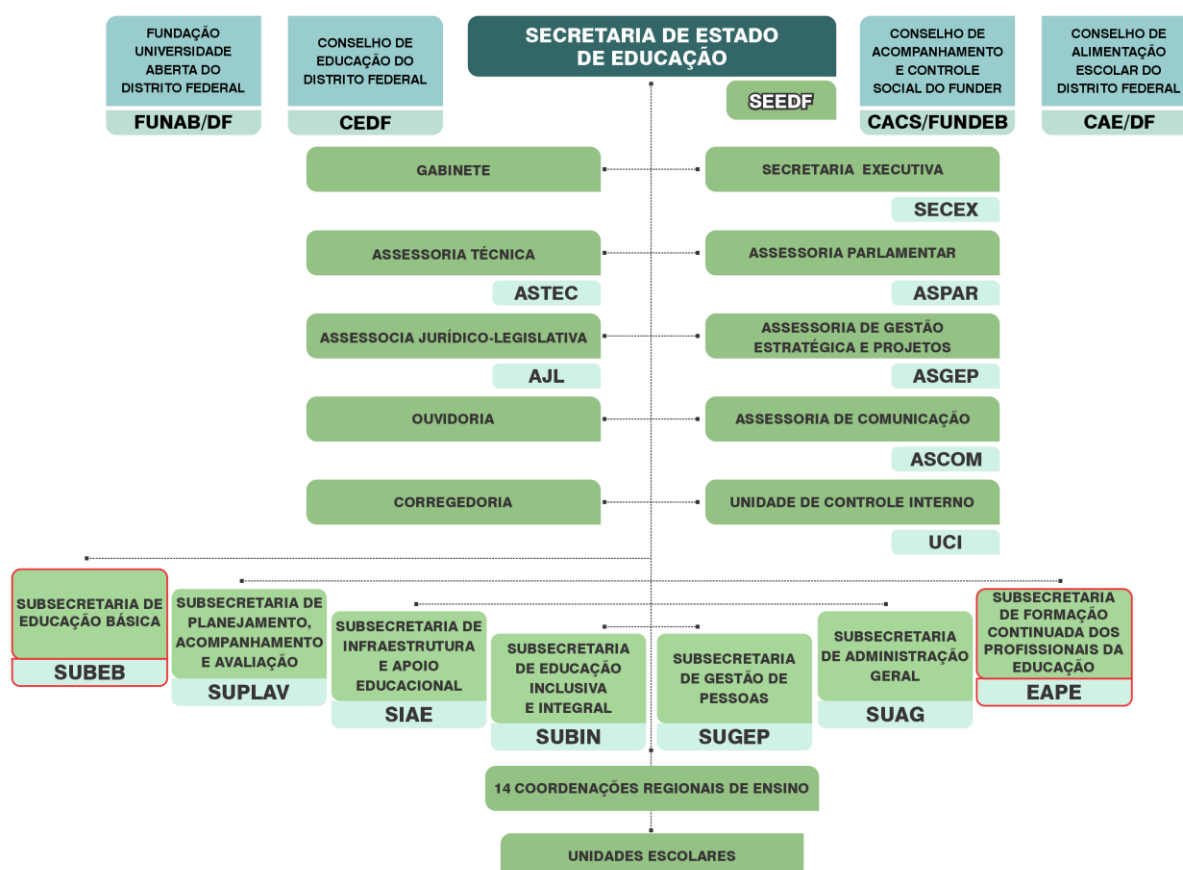 FUNDAÇÃO
UNIVERSIDADE
ABERTA DO
DISTRITO FEDERAL
FUNAB/DF
CONSELHO DE
EDUCAÇÃO DO
DISTRITO FEDERAL
CEDF
SECRETARIA DE ESTADO
DE EDUCAÇÃO
SEEDF
CONSELHO DE
ACOMPANHAMENTO
E CONTROLE
SOCIAL DO FUNDER
CACS/FUNDEB
CONSELHO DE
ALIMENTAÇÃO
ESCOLAR DO
DISTRITO FEDERAL
CAE/DF
GABINETE
SECRETARIA EXECUTIVA
SECEX
ASSESSORIA TÉCNICA
ASTEC
ASSESSORIA PARLAMENTAR
ASPAR
ASSESSOCIA JURÍDICO-LEGISLATIVA
AJL
ASSESSORIA DE GESTÃO
ESTRATÉGICA E PROJETOS
ASGEP
OUVIDORIA
ASSESSORIA DE COMUNICAÇÃO
ASCOM
CORREGEDORIA
UNIDADE DE CONTROLE INTERNO
UCI
SUBSECRETARIA DE
EDUCAÇÃO BÁSICA
SUBEB
SUBSECRETARIA DE
PLANEJAMENTO,
ACOMPANHAMENTO
E AVALIAÇÃO
SUPLAV
SUBSECRETARIA DE
INFRAESTRUTURA
E APOIO
EDUCACIONAL
SIAE
SUBSECRETARIA
DE EDUCAÇÃO
INCLUSIVA
E INTEGRAL
SUBIN
SUBSECRETARIA
DE GESTÃO DE
PESSOAS
SUGEP
SUBSECRETARIA
DE ADMINISTRAÇÃO
GERAL
SUAG
SUBSECRETARIA
DE FORMAÇÃO
CONTINUADA DOS
PROFISSIONAIS DA
EDUCAÇÃO
EAPE
14 COORDENAÇÕES REGIONAIS DE ENSINO
UNIDADES ESCOLARES